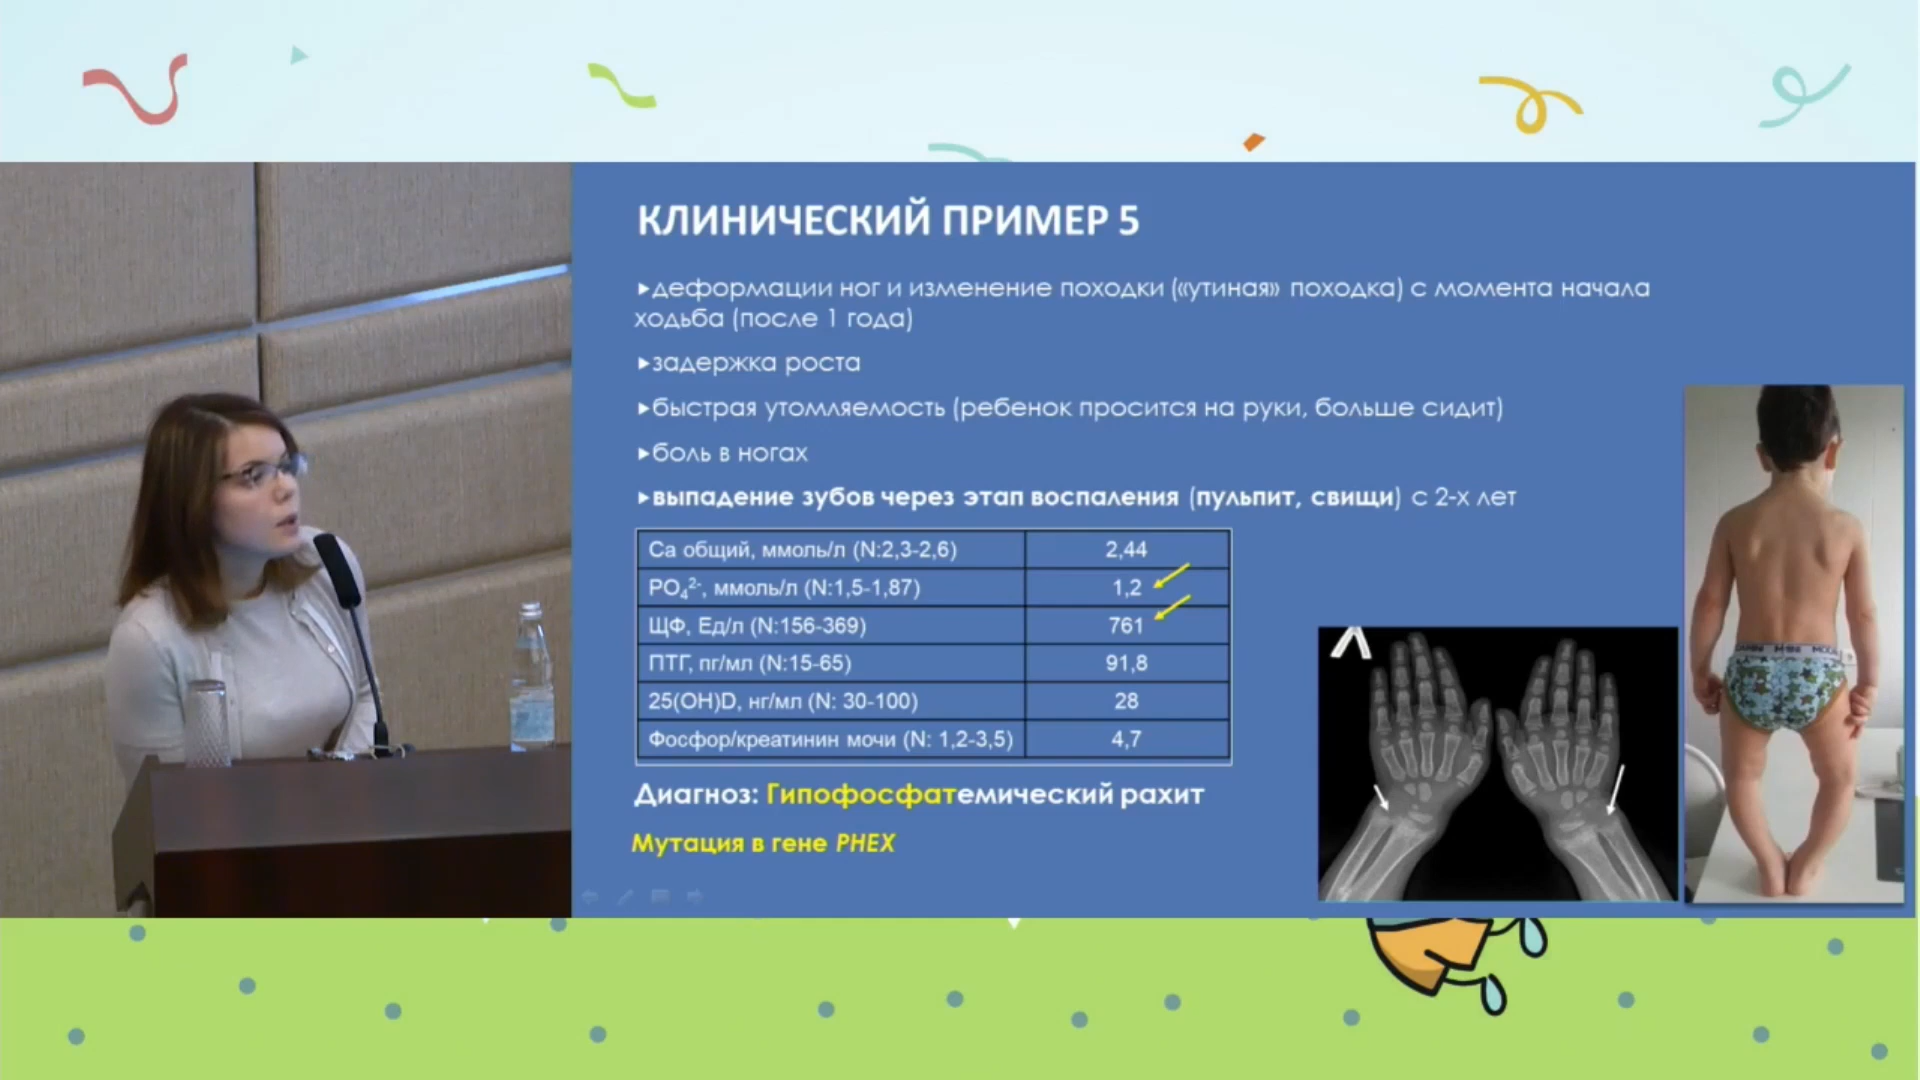 КЛИНИЧЕСКИЙ ПРИМЕР 5
▸деформации ног и изменение походки («утиная» походка) с момента начала
ходьба (после 1 года)
▸задержка роста
▸быстрая утомляемость (ребенок просится на руки, больше сидит)
▸боль в ногах
▸выпадение зубов через этап воспаления (пульпит, свищи) с 2-х лет
Ca общий, ммоль/л (N:2,3-2,6) 2,44
PO₄²⁻, ммоль/л (N:1,5-1,87) 1,2
ЩФ, Ед/л (N:156-369) 761
ПТГ, пг/мл (N:15-65) 91,8
25(OH)D, нг/мл (N: 30-100) 28
Фосфор/креатинин мочи (N: 1,2-3,5) 4,7
Диагноз: Гипофосфатемический рахит
Мутация в гене PHEX